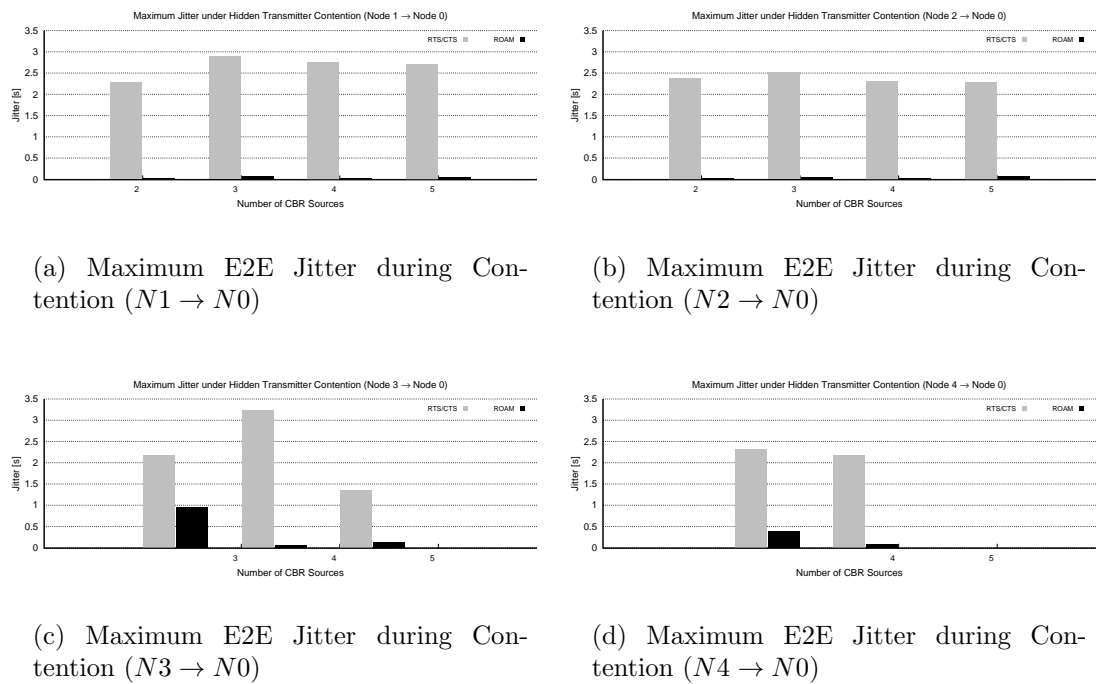 Maximum Jitter under Hidden Transmitter Contention (Node 1 → Node 0)
3.5
3
2.5
2
1.5
1
0.5
0
Jitter [s]
RTS/CTS
ROAM
2 3 4 5
Number of CBR Sources
(a) Maximum E2E Jitter during Con-
tention (N1 → N0)
Maximum Jitter under Hidden Transmitter Contention (Node 2 → Node 0)
3.5
3
2.5
2
1.5
1
0.5
0
Jitter [s]
RTS/CTS
ROAM
2 3 4 5
Number of CBR Sources
(b) Maximum E2E Jitter during Con-
tention (N2 → N0)
Maximum Jitter under Hidden Transmitter Contention (Node 3 → Node 0)
3.5
3
2.5
2
1.5
1
0.5
0
Jitter [s]
RTS/CTS
ROAM
3 4 5
Number of CBR Sources
(c) Maximum E2E Jitter during Con-
tention (N3 → N0)
Maximum Jitter under Hidden Transmitter Contention (Node 4 → Node 0)
3.5
3
2.5
2
1.5
1
0.5
0
Jitter [s]
RTS/CTS
ROAM
4 5
Number of CBR Sources
(d) Maximum E2E Jitter during Con-
tention (N4 → N0)